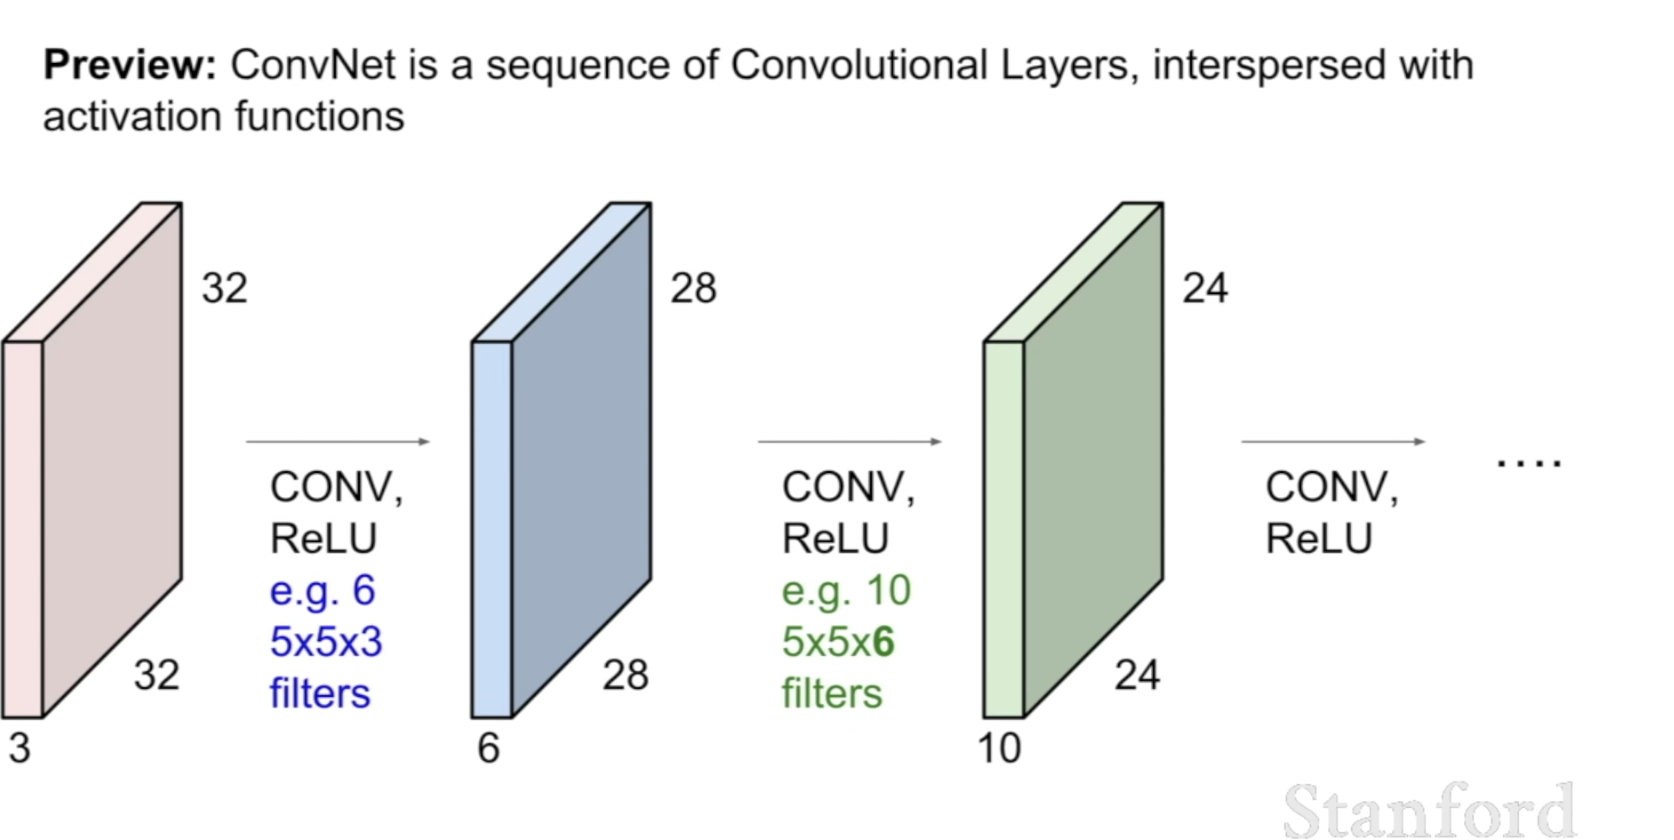 Preview: ConvNet is a sequence of Convolutional Layers, interspersed with
activation functions
32
32
3
CONV,
ReLU
e.g. 6
5x5x3
filters
28
28
6
CONV,
ReLU
e.g. 10
5x5x6
filters
24
24
10
CONV,
ReLU
....
Stanford